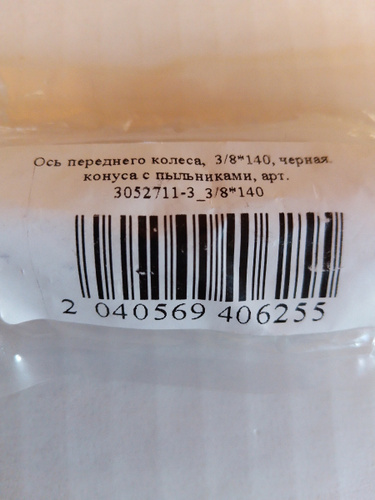 Ось переднего колеса, 3/8*140, черная.
конуса с пыльниками, арт.
3052711-3_3/8*140
2 040569 406255